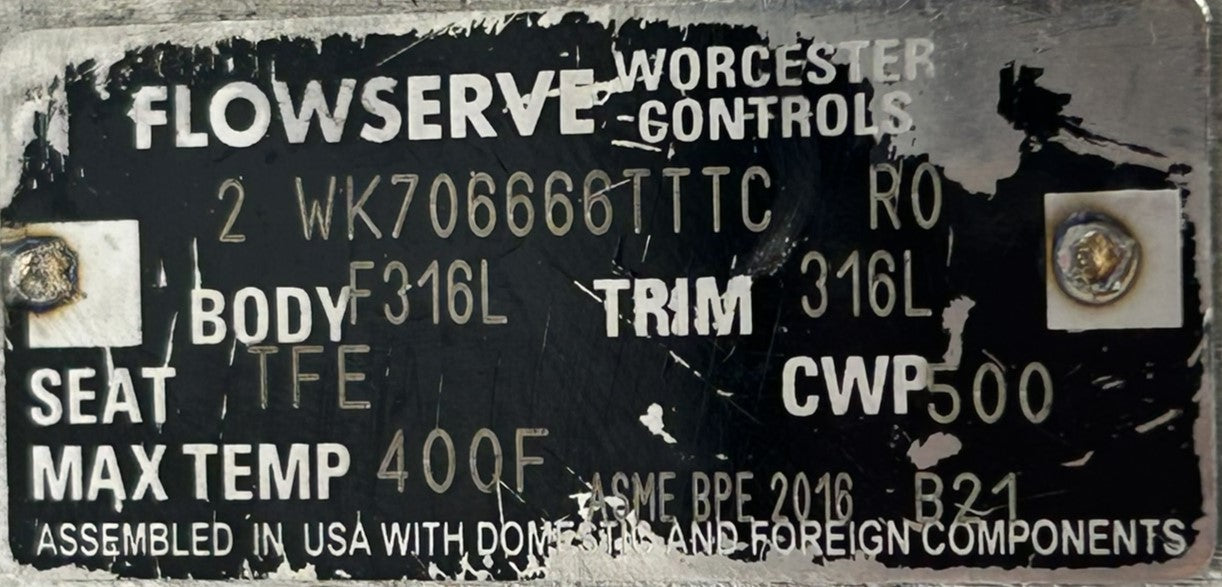 FLOWSERVE WORCESTER
CONTROLS
2 WK706666TTTC R0
BODY F316L TRIM 316L
SEAT TFE CWP 500
MAX TEMP 400F
ASME BPE 2016 B21
ASSEMBLED IN USA WITH DOMESTIC AND FOREIGN COMPONENTS